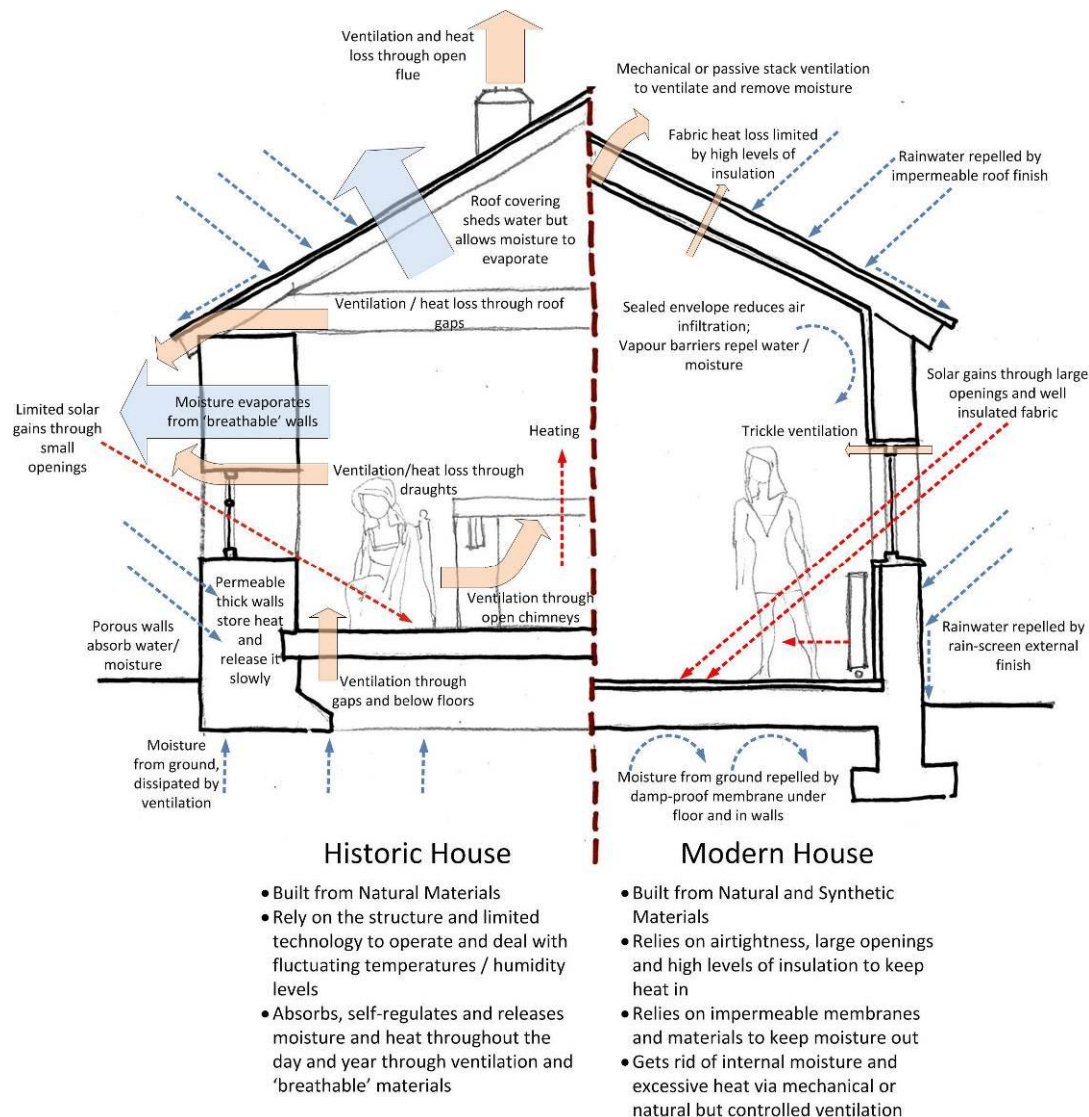 Ventilation and heat
loss through open
flue
Mechanical or passive stack ventilation
to ventilate and remove moisture
Fabric heat loss limited
by high levels of
insulation
Rainwater repelled by
impermeable roof finish
Roof covering
sheds water but
allows moisture to
evaporate
Ventilation / heat loss through roof
gaps
Sealed envelope reduces air
infiltration;
Vapour barriers repel water /
moisture
Solar gains through large
openings and well
insulated fabric
Limited solar
gains through
small
openings
Moisture evaporates
from ‘breathable’ walls
Heating
Trickle ventilation
Ventilation/heat loss through
draughts
Permeable
thick walls
store heat
and
release it
slowly
Ventilation through
open chimneys
Porous walls
absorb water/
moisture
Rainwater repelled by
rain-screen external
finish
Ventilation through
gaps and below floors
Moisture
from ground,
dissipated by
ventilation
Moisture from ground repelled by
damp-proof membrane under
floor and in walls
Historic House
• Built from Natural Materials
• Rely on the structure and limited
technology to operate and deal with
fluctuating temperatures / humidity
levels
• Absorbs, self-regulates and releases
moisture and heat throughout the
day and year through ventilation and
‘breathable’ materials
Modern House
• Built from Natural and Synthetic
Materials
• Relies on airtightness, large openings
and high levels of insulation to keep
heat in
• Relies on impermeable membranes
and materials to keep moisture out
• Gets rid of internal moisture and
excessive heat via mechanical or
natural but controlled ventilation